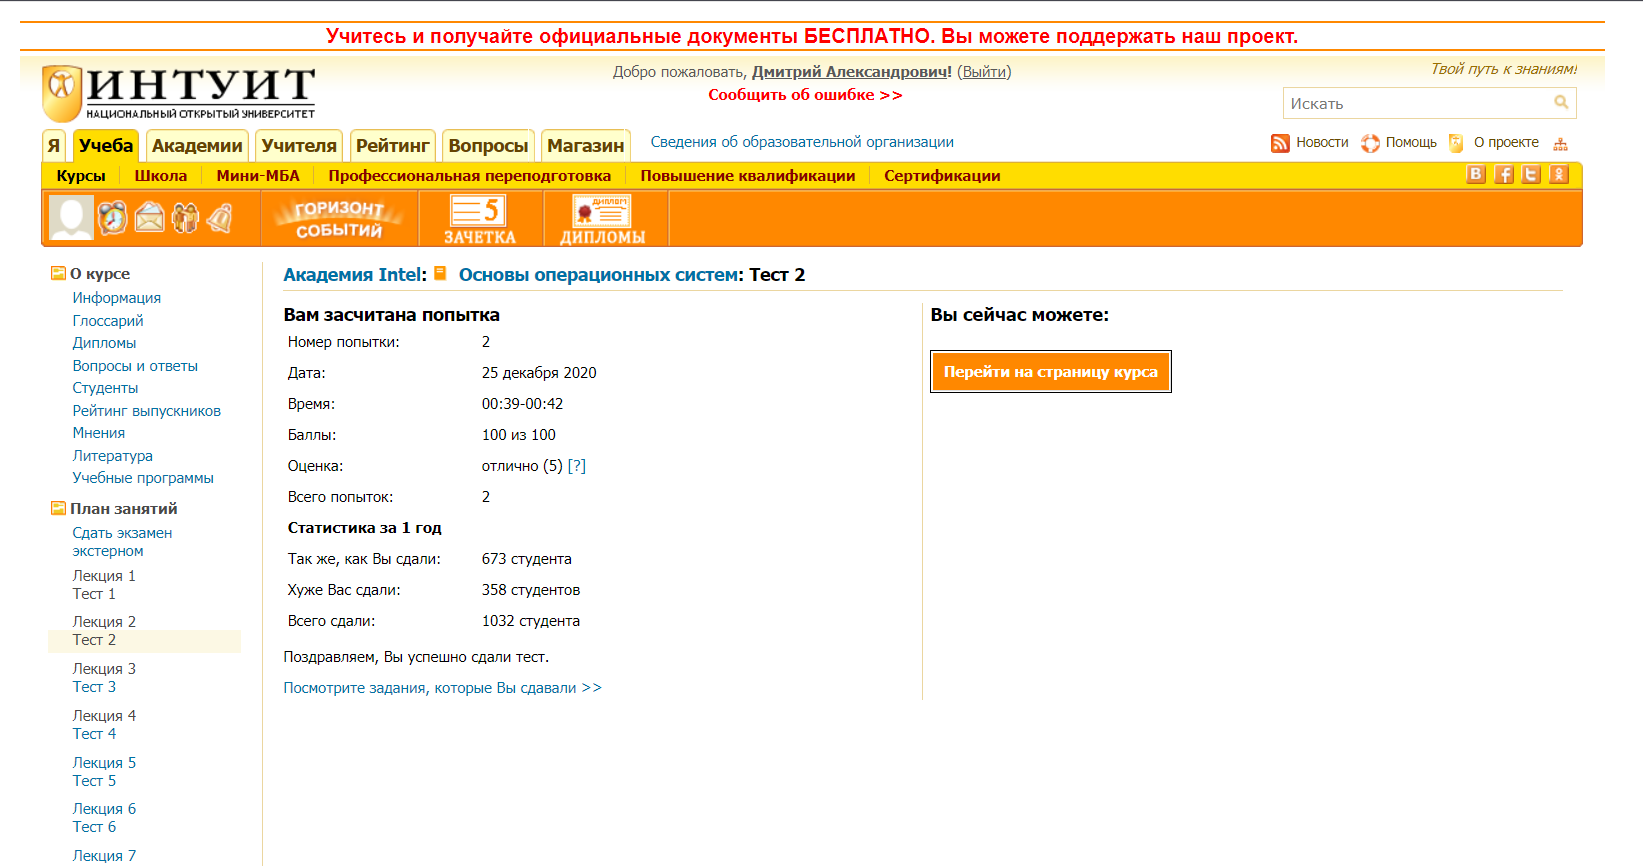 Учитесь и получайте официальные документы БЕСПЛАТНО. Вы можете поддержать наш проект.
ИНТУИТ
НАЦИОНАЛЬНЫЙ ОТКРЫТЫЙ УНИВЕРСИТЕТ
Добро пожаловать, Дмитрий Александрович! (Выйти)
Сообщить об ошибке >>
Твой путь к знаниям!
Искать
Я Учеба Академии Учителя Рейтинг Вопросы Магазин Сведения об образовательной организации Новости Помощь О проекте
Курсы Школа Мини-МБА Профессиональная переподготовка Повышение квалификации Сертификации
ГОРИЗОНТ СОБЫТИЙ
5
ЗАЧЕТКА
ДИПЛОМ
ДИПЛОМЫ
О курсе
Информация
Глоссарий
Дипломы
Вопросы и ответы
Студенты
Рейтинг выпускников
Мнения
Литература
Учебные программы
План занятий
Сдать экзамен
экстерном
Лекция 1
Тест 1
Лекция 2
Тест 2
Лекция 3
Тест 3
Лекция 4
Тест 4
Лекция 5
Тест 5
Лекция 6
Тест 6
Лекция 7
Академия Intel: Основы операционных систем: Тест 2
Вам засчитана попытка
Номер попытки: 2
Дата: 25 декабря 2020
Время: 00:39-00:42
Баллы: 100 из 100
Оценка: отлично (5) [?]
Всего попыток: 2
Статистика за 1 год
Так же, как Вы сдали: 673 студента
Хуже Вас сдали: 358 студентов
Всего сдали: 1032 студента
Поздравляем, Вы успешно сдали тест.
Посмотрите задания, которые Вы сдавали >>
Вы сейчас можете:
Перейти на страницу курса